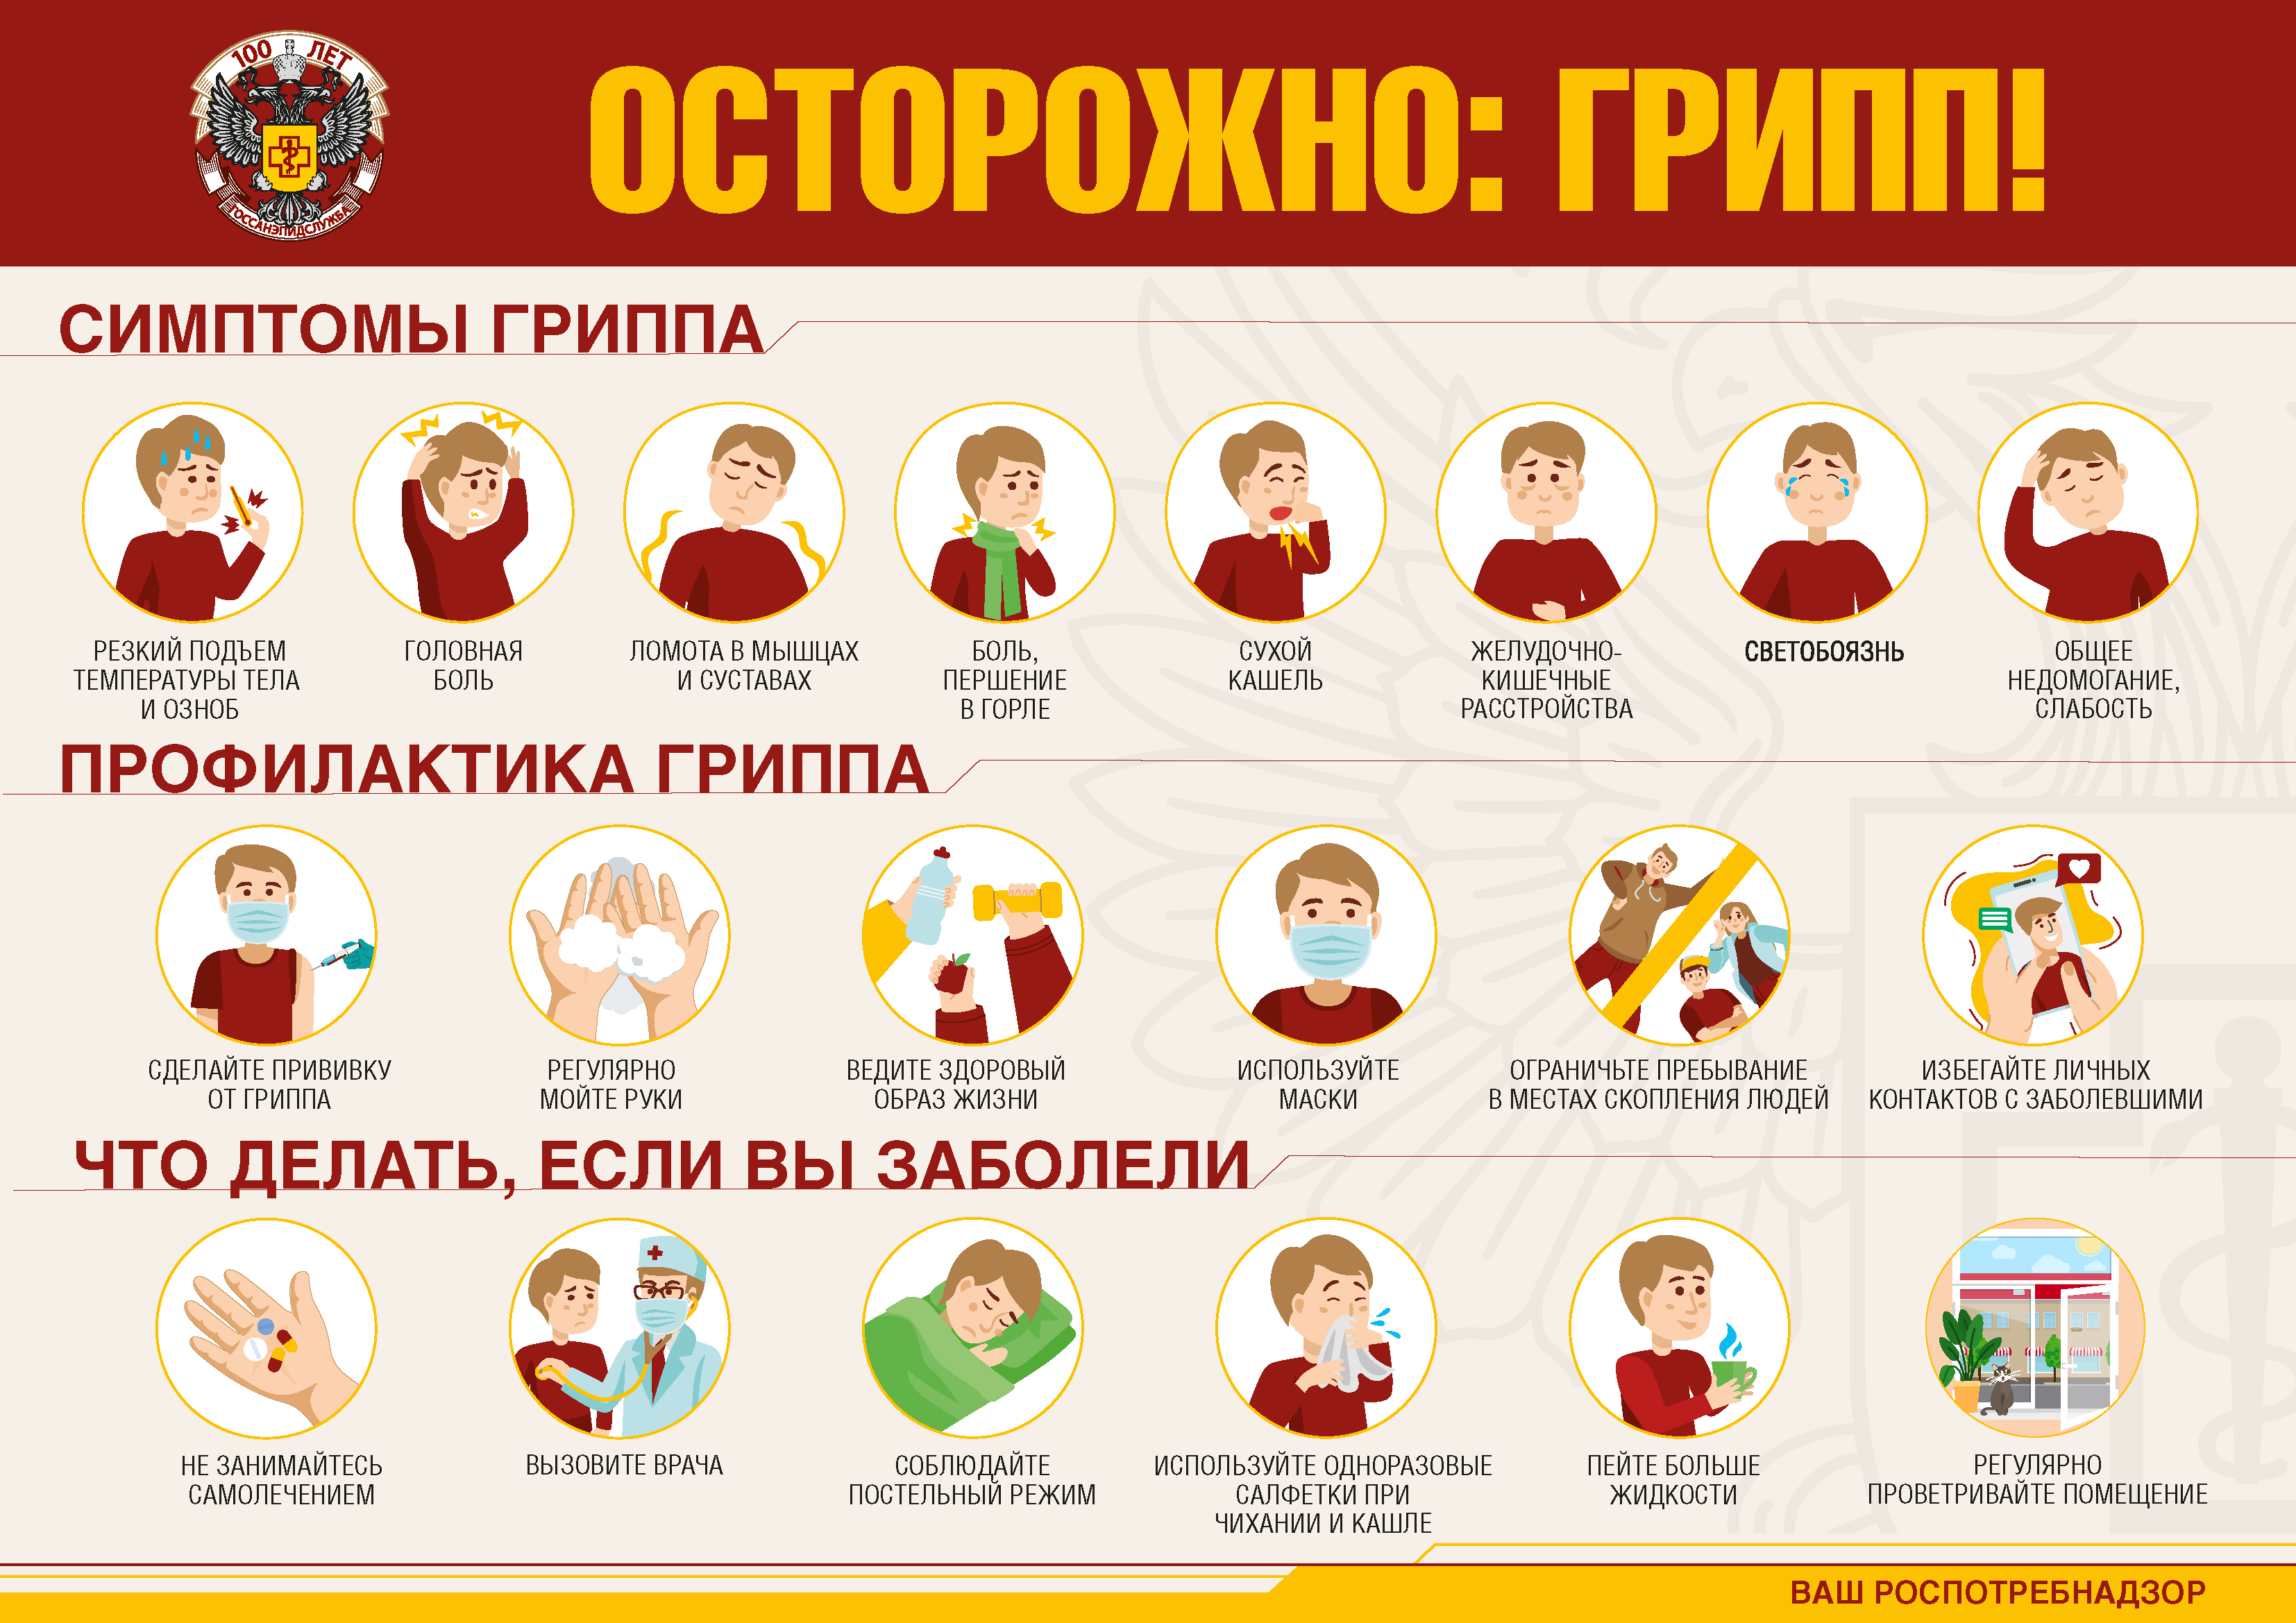 100 ЛЕТ
ГОССАНЭПИДСЛУЖБА
ОСТОРОЖНО: ГРИПП!
СИМПТОМЫ ГРИППА
РЕЗКИЙ ПОДЪЕМ
ТЕМПЕРАТУРЫ ТЕЛА
И ОЗНОБ
ГОЛОВНАЯ
БОЛЬ
ЛОМОТА В МЫШЦАХ
И СУСТАВАХ
БОЛЬ,
ПЕРШЕНИЕ
В ГОРЛЕ
СУХОЙ
КАШЕЛЬ
ЖЕЛУДОЧНО-
КИШЕЧНЫЕ
РАССТРОЙСТВА
СВЕТОБОЯЗНЬ
ОБЩЕЕ
НЕДОМОГАНИЕ,
СЛАБОСТЬ
ПРОФИЛАКТИКА ГРИППА
СДЕЛАЙТЕ ПРИВИВКУ
ОТ ГРИППА
РЕГУЛЯРНО
МОЙТЕ РУКИ
ВЕДИТЕ ЗДОРОВЫЙ
ОБРАЗ ЖИЗНИ
ИСПОЛЬЗУЙТЕ
МАСКИ
ОГРАНИЧЬТЕ ПРЕБЫВАНИЕ
В МЕСТАХ СКОПЛЕНИЯ ЛЮДЕЙ
ИЗБЕГАЙТЕ ЛИЧНЫХ
КОНТАКТОВ С ЗАБОЛЕВШИМИ
ЧТО ДЕЛАТЬ, ЕСЛИ ВЫ ЗАБОЛЕЛИ
НЕ ЗАНИМАЙТЕСЬ
САМОЛЕЧЕНИЕМ
ВЫЗОВИТЕ ВРАЧА
СОБЛЮДАЙТЕ
ПОСТЕЛЬНЫЙ РЕЖИМ
ИСПОЛЬЗУЙТЕ ОДНОРАЗОВЫЕ
САЛФЕТКИ ПРИ
ЧИХАНИИ И КАШЛЕ
ПЕЙТЕ БОЛЬШЕ
ЖИДКОСТИ
РЕГУЛЯРНО
ПРОВЕТРИВАЙТЕ ПОМЕЩЕНИЕ
ВАШ РОСПОТРЕБНАДЗОР